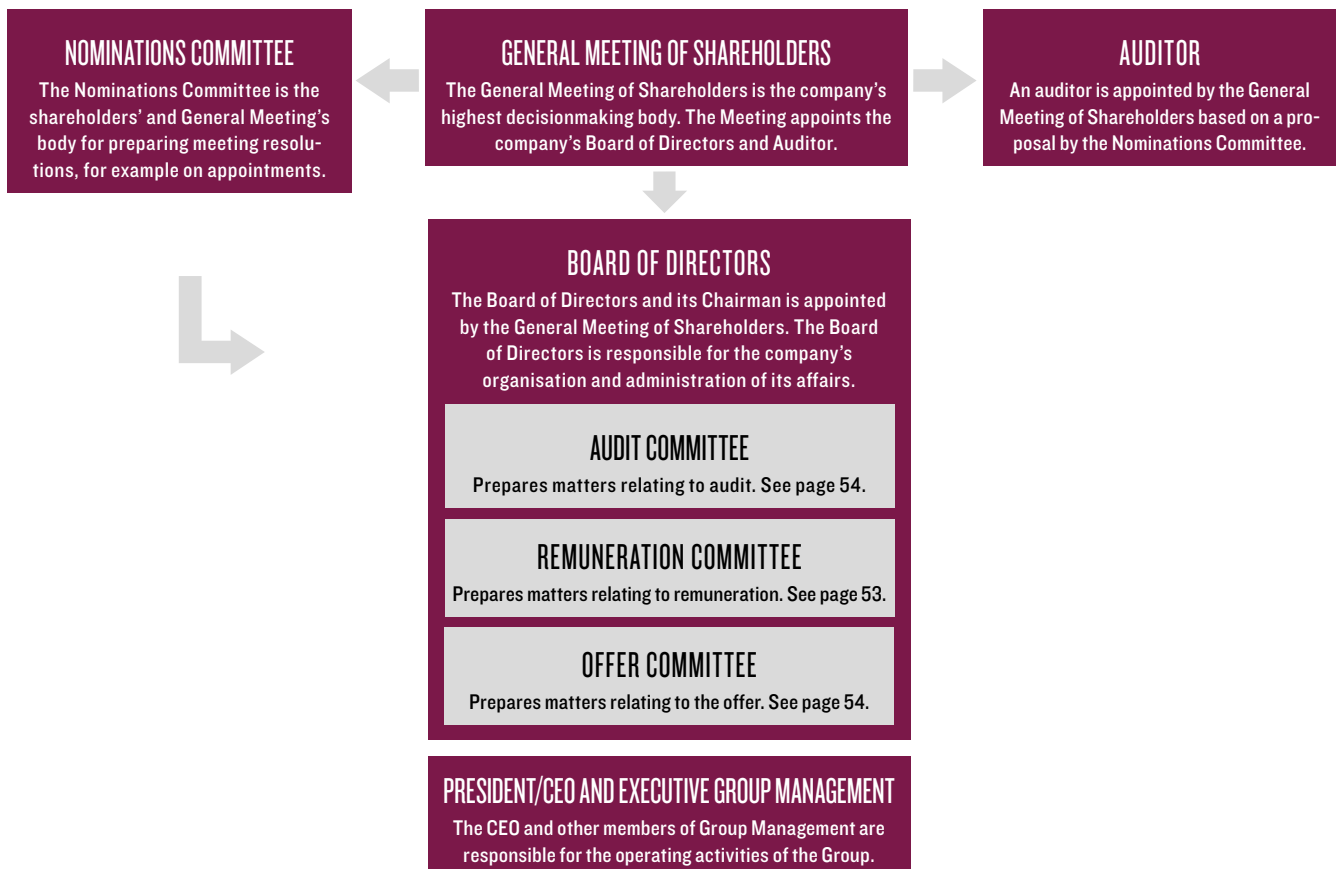 NOMINATIONS COMMITTEE
The Nominations Committee is the
shareholders' and General Meeting's
body for preparing meeting resolu-
tions, for example on appointments.
GENERAL MEETING OF SHAREHOLDERS
The General Meeting of Shareholders is the company's
highest decisionmaking body. The Meeting appoints the
company's Board of Directors and Auditor.
AUDITOR
An auditor is appointed by the General
Meeting of Shareholders based on a pro-
posal by the Nominations Committee.
BOARD OF DIRECTORS
The Board of Directors and its Chairman is appointed
by the General Meeting of Shareholders. The Board
of Directors is responsible for the company's
organisation and administration of its affairs.
AUDIT COMMITTEE
Prepares matters relating to audit. See page 54.
REMUNERATION COMMITTEE
Prepares matters relating to remuneration. See page 53.
OFFER COMMITTEE
Prepares matters relating to the offer. See page 54.
PRESIDENT/CEO AND EXECUTIVE GROUP MANAGEMENT
The CEO and other members of Group Management are
responsible for the operating activities of the Group.